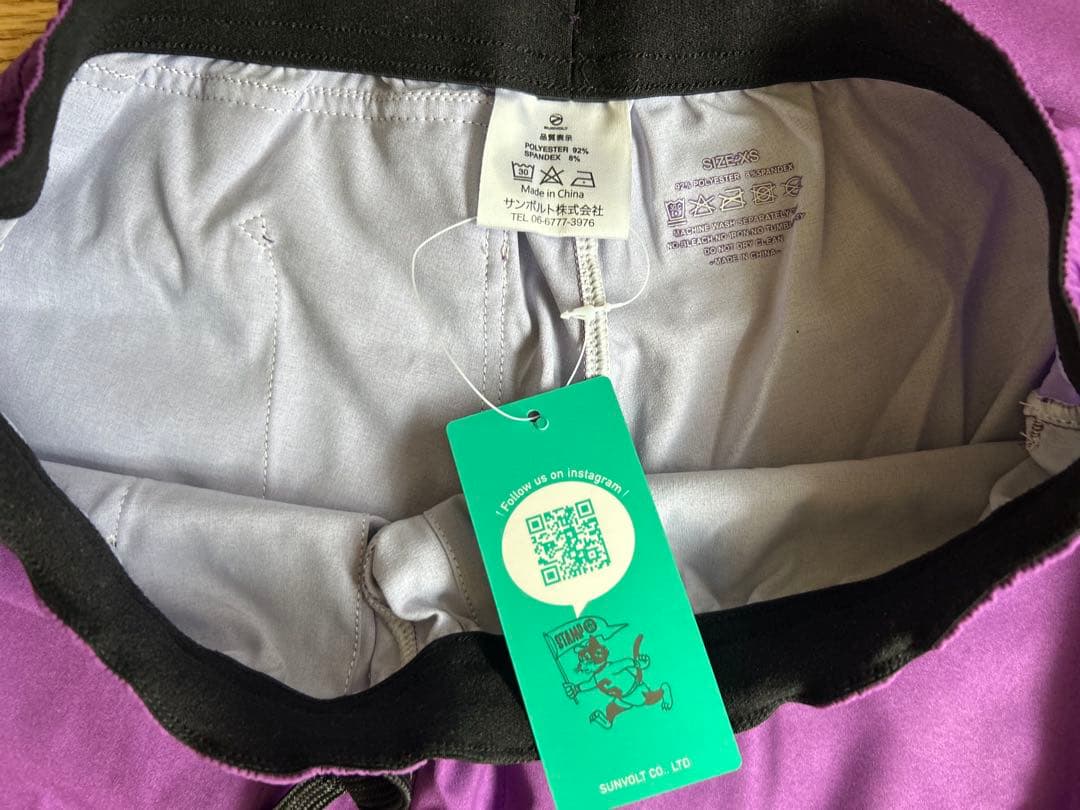 SUNVOLT
品質表示
POLYESTER 92%
SPANDEX 8%
30
Made in China
サンボルト株式会社
TEL 06-6777-3976
SIZE:XS
92% POLYESTER 8%SPANDEX
MACHINE WASH SEPARATELY
NO BLEACH.NO IRON.NO TUMBLE
DO NOT DRY CLEAN
-MADE IN CHINA-
! Follow us on instagram !
STAMP
SUNVOLT CO., LTD